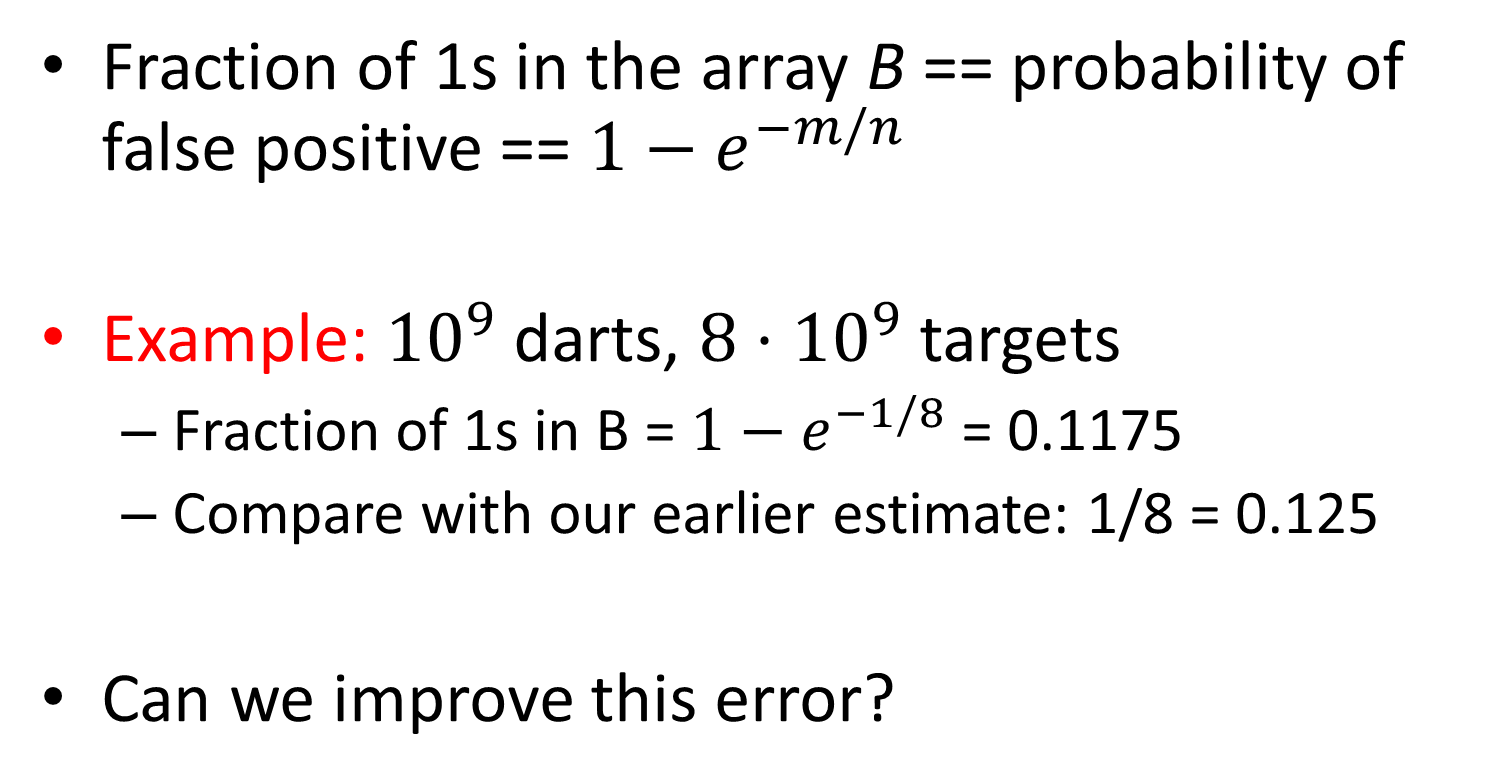 • Fraction of 1s in the array B == probability of
false positive == 1 − e^{−m/n}
• Example: 10^9 darts, 8 · 10^9 targets
– Fraction of 1s in B = 1 − e^{−1/8} = 0.1175
– Compare with our earlier estimate: 1/8 = 0.125
• Can we improve this error?